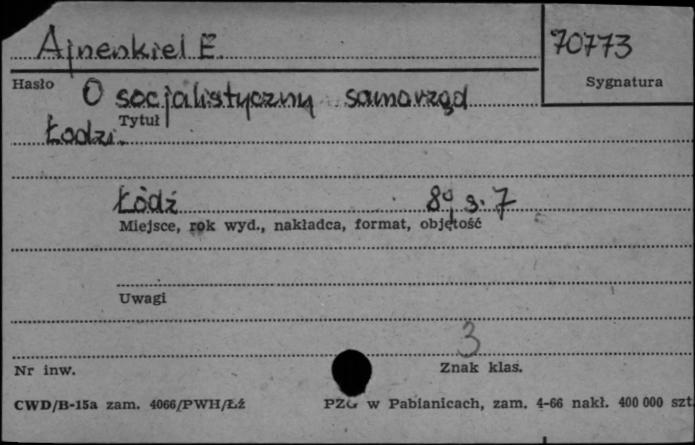 Ajnenkiel E. 70773
Hasło Sygnatura
O socjalistyczny samorząd
Tytuł
Łodzi.
Łódź 8° s. 7
Miejsce, rok wyd., nakładca, format, objętość
Uwagi
3
Nr inw. Znak klas.
CWD/B-15a zam. 4066/PWH/Łź PZG w Pabianicach, zam. 4-66 nakł. 400 000 szt.